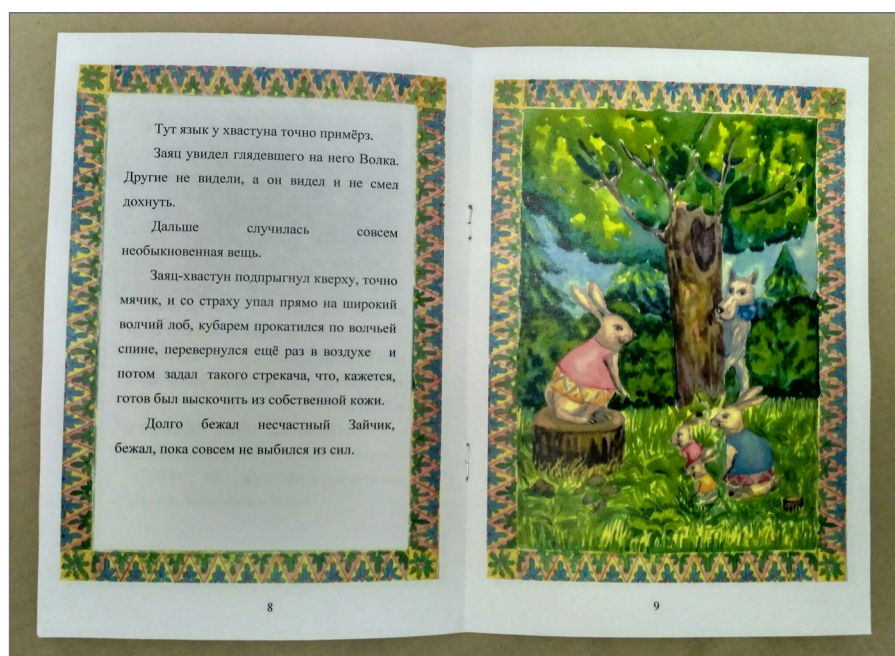 Тут язык у хвастуна точно примёрз.
Заяц увидел глядевшего на него Волка.
Другие не видели, а он видел и не смел
дохнуть.
Дальше случилась совсем
необыкновенная вещь.
Заяц-хвастун подпрыгнул кверху, точно
мячик, и со страху упал прямо на широкий
волчий лоб, кубарем прокатился по волчьей
спине, перевернулся ещё раз в воздухе и
потом задал такого стрекача, что, кажется,
готов был выскочить из собственной кожи.
Долго бежал несчастный Зайчик,
бежал, пока совсем не выбился из сил.
8
9